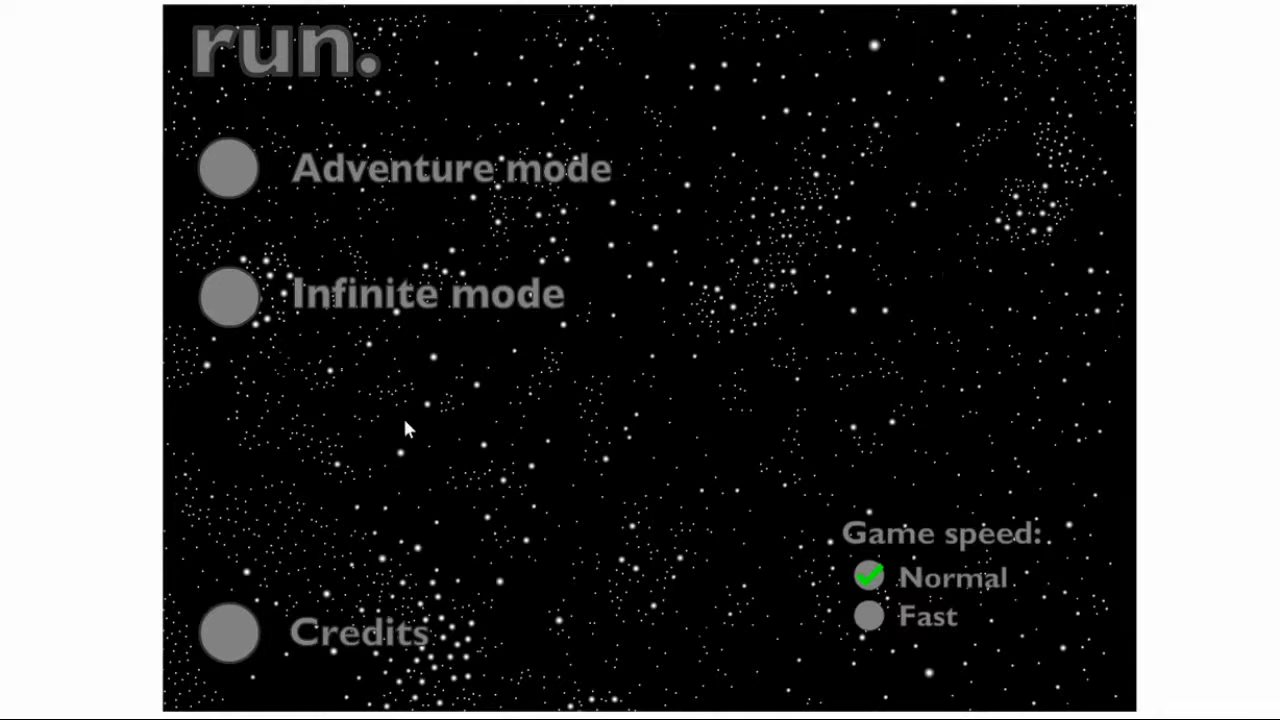 run.
Adventure mode
Infinite mode
Game speed:
Normal
Fast
Credits